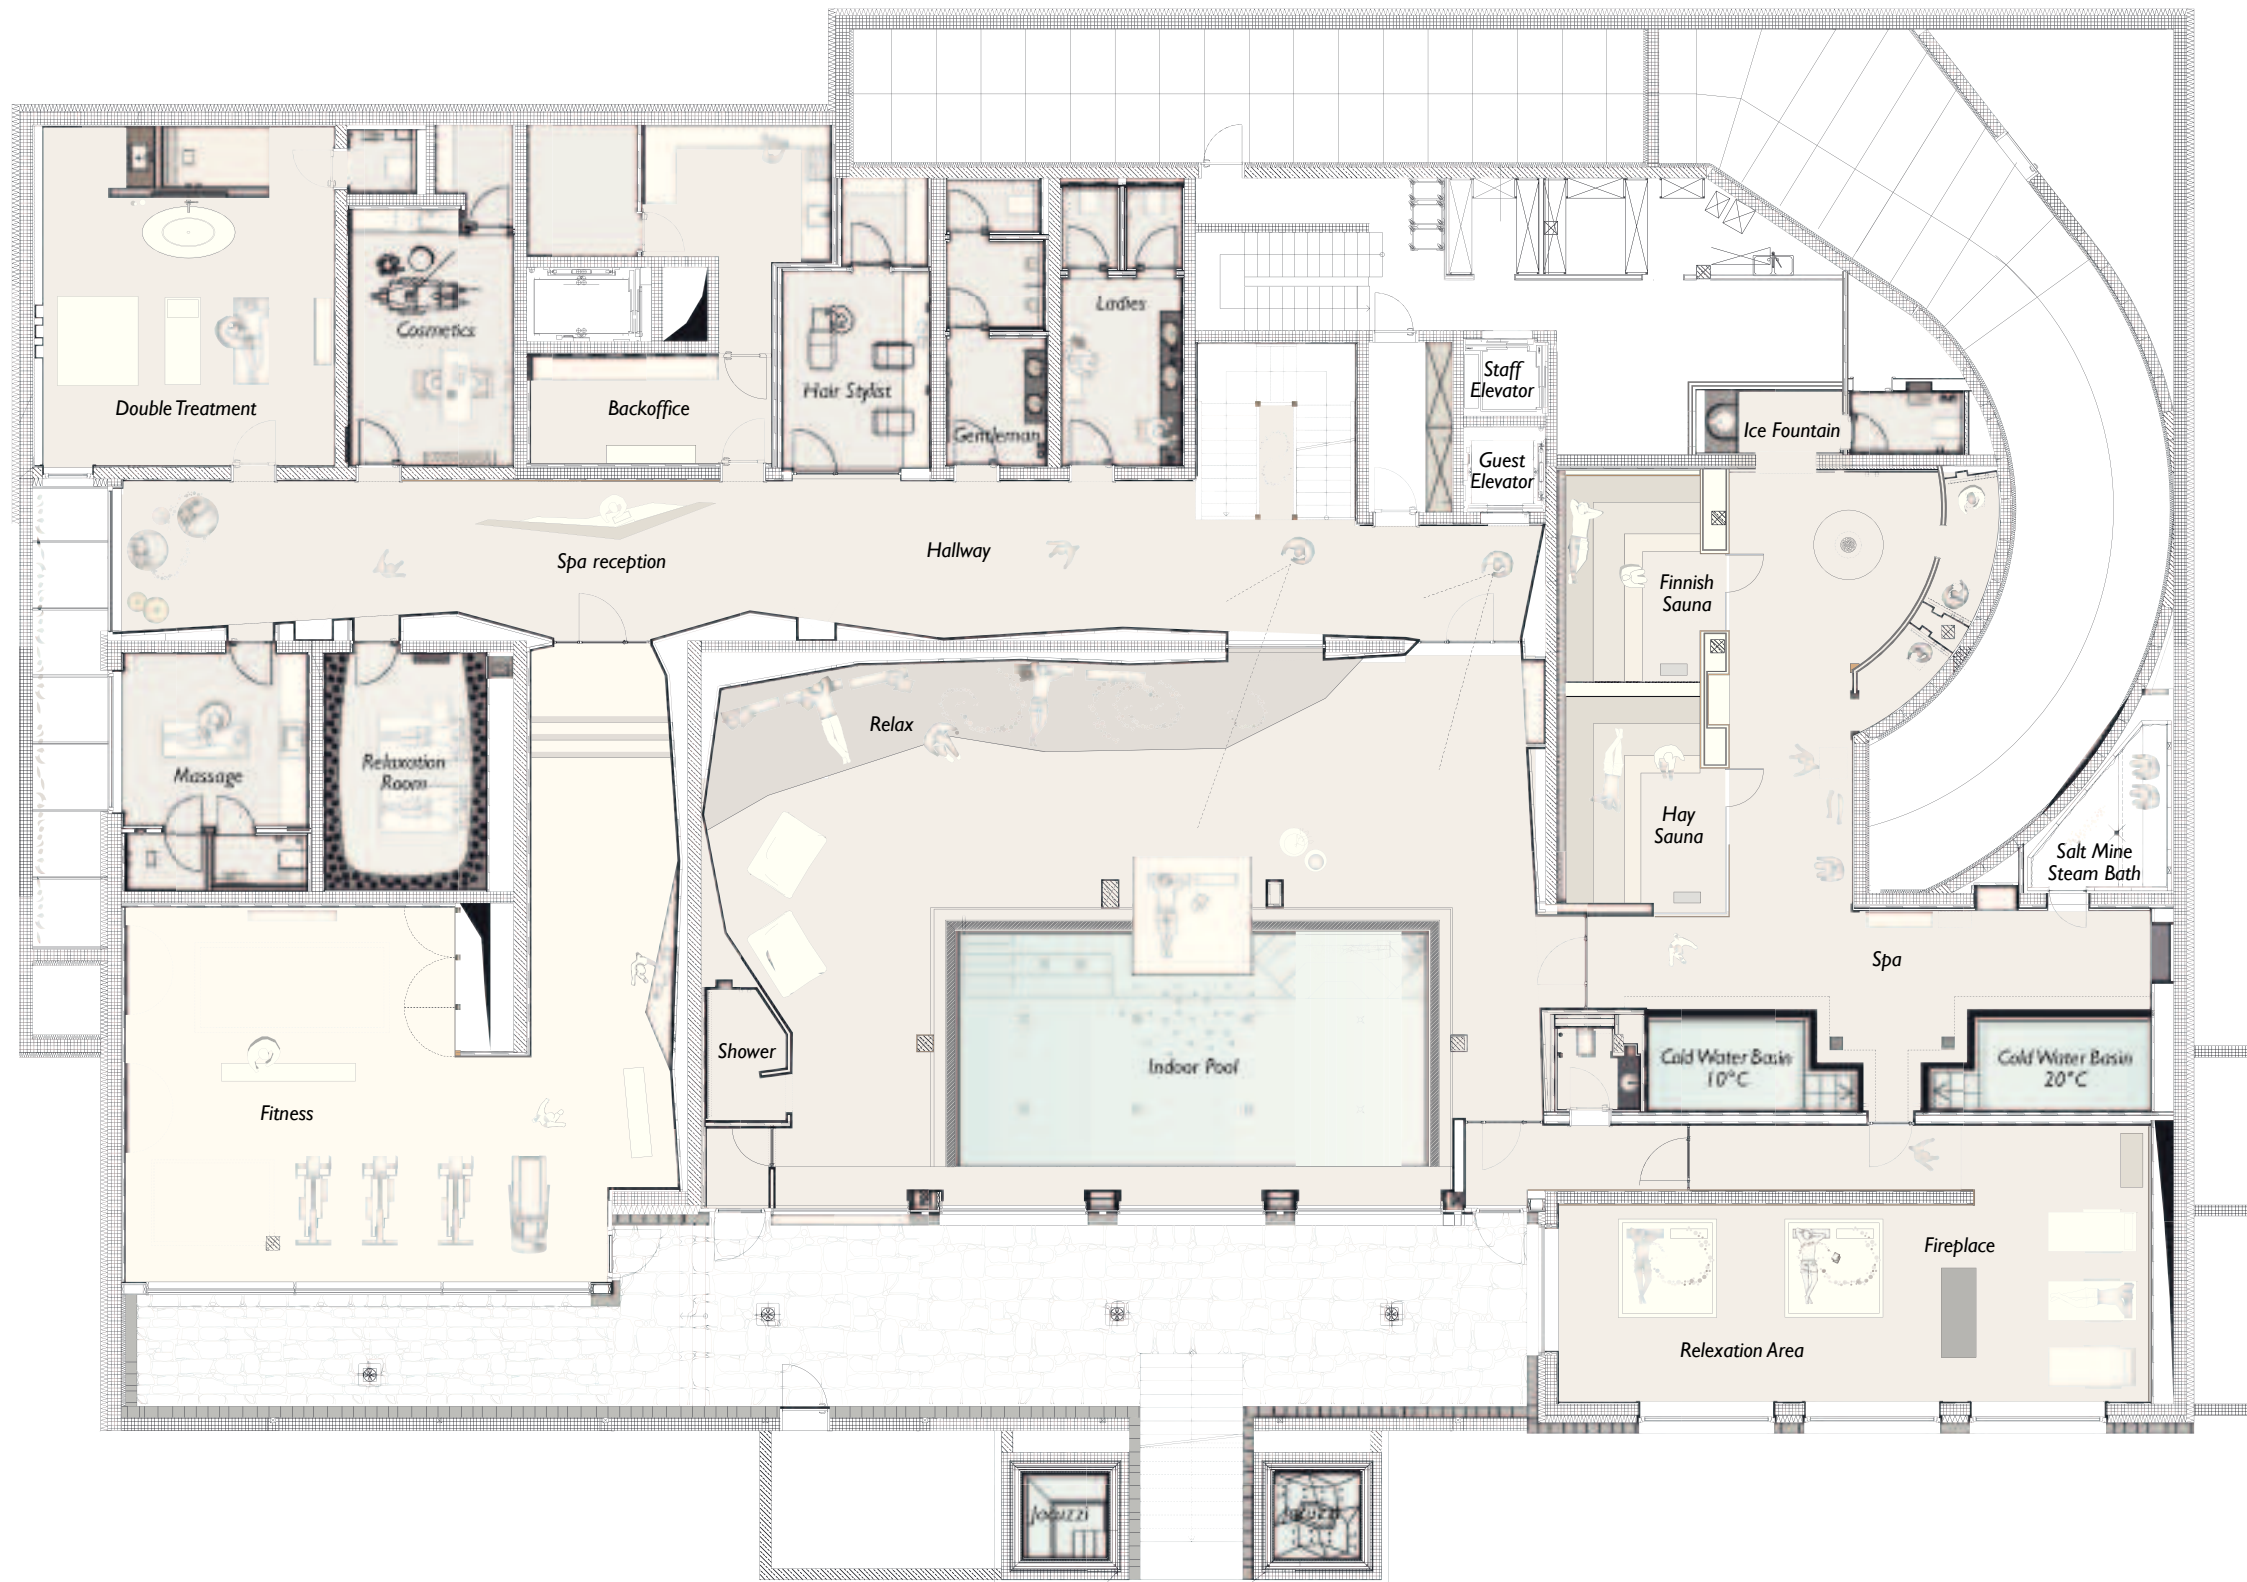 Ladies
Cosmetics
Staff
Elevator
Hair Stylist
Double Treatment
Backoffice
Gentleman
Ice Fountain
Guest
Elevator
Hallway
Spa reception
Finnish
Sauna
Relax
Relaxation
Room
Massage
Hay
Sauna
Salt Mine
Steam Bath
Spa
Shower
Indoor Pool
Cold Water Basin
10°C
Cold Water Basin
20°C
Fitness
Fireplace
Relexation Area
Jacuzzi
Jacuzzi